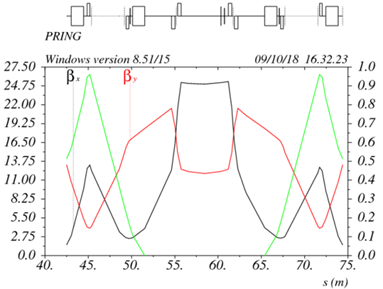 PRING
Windows version 8.51/15 09/10/18 16.32.23
27.50 βx βy 1.0
24.75 0.9
22.00 0.8
19.25 0.7
16.50 0.6
13.75 0.5
11.00 0.4
8.25 0.3
5.50 0.2
2.75 0.1
0.0 0.0
40. 45. 50. 55. 60. 65. 70. 75.
s (m)